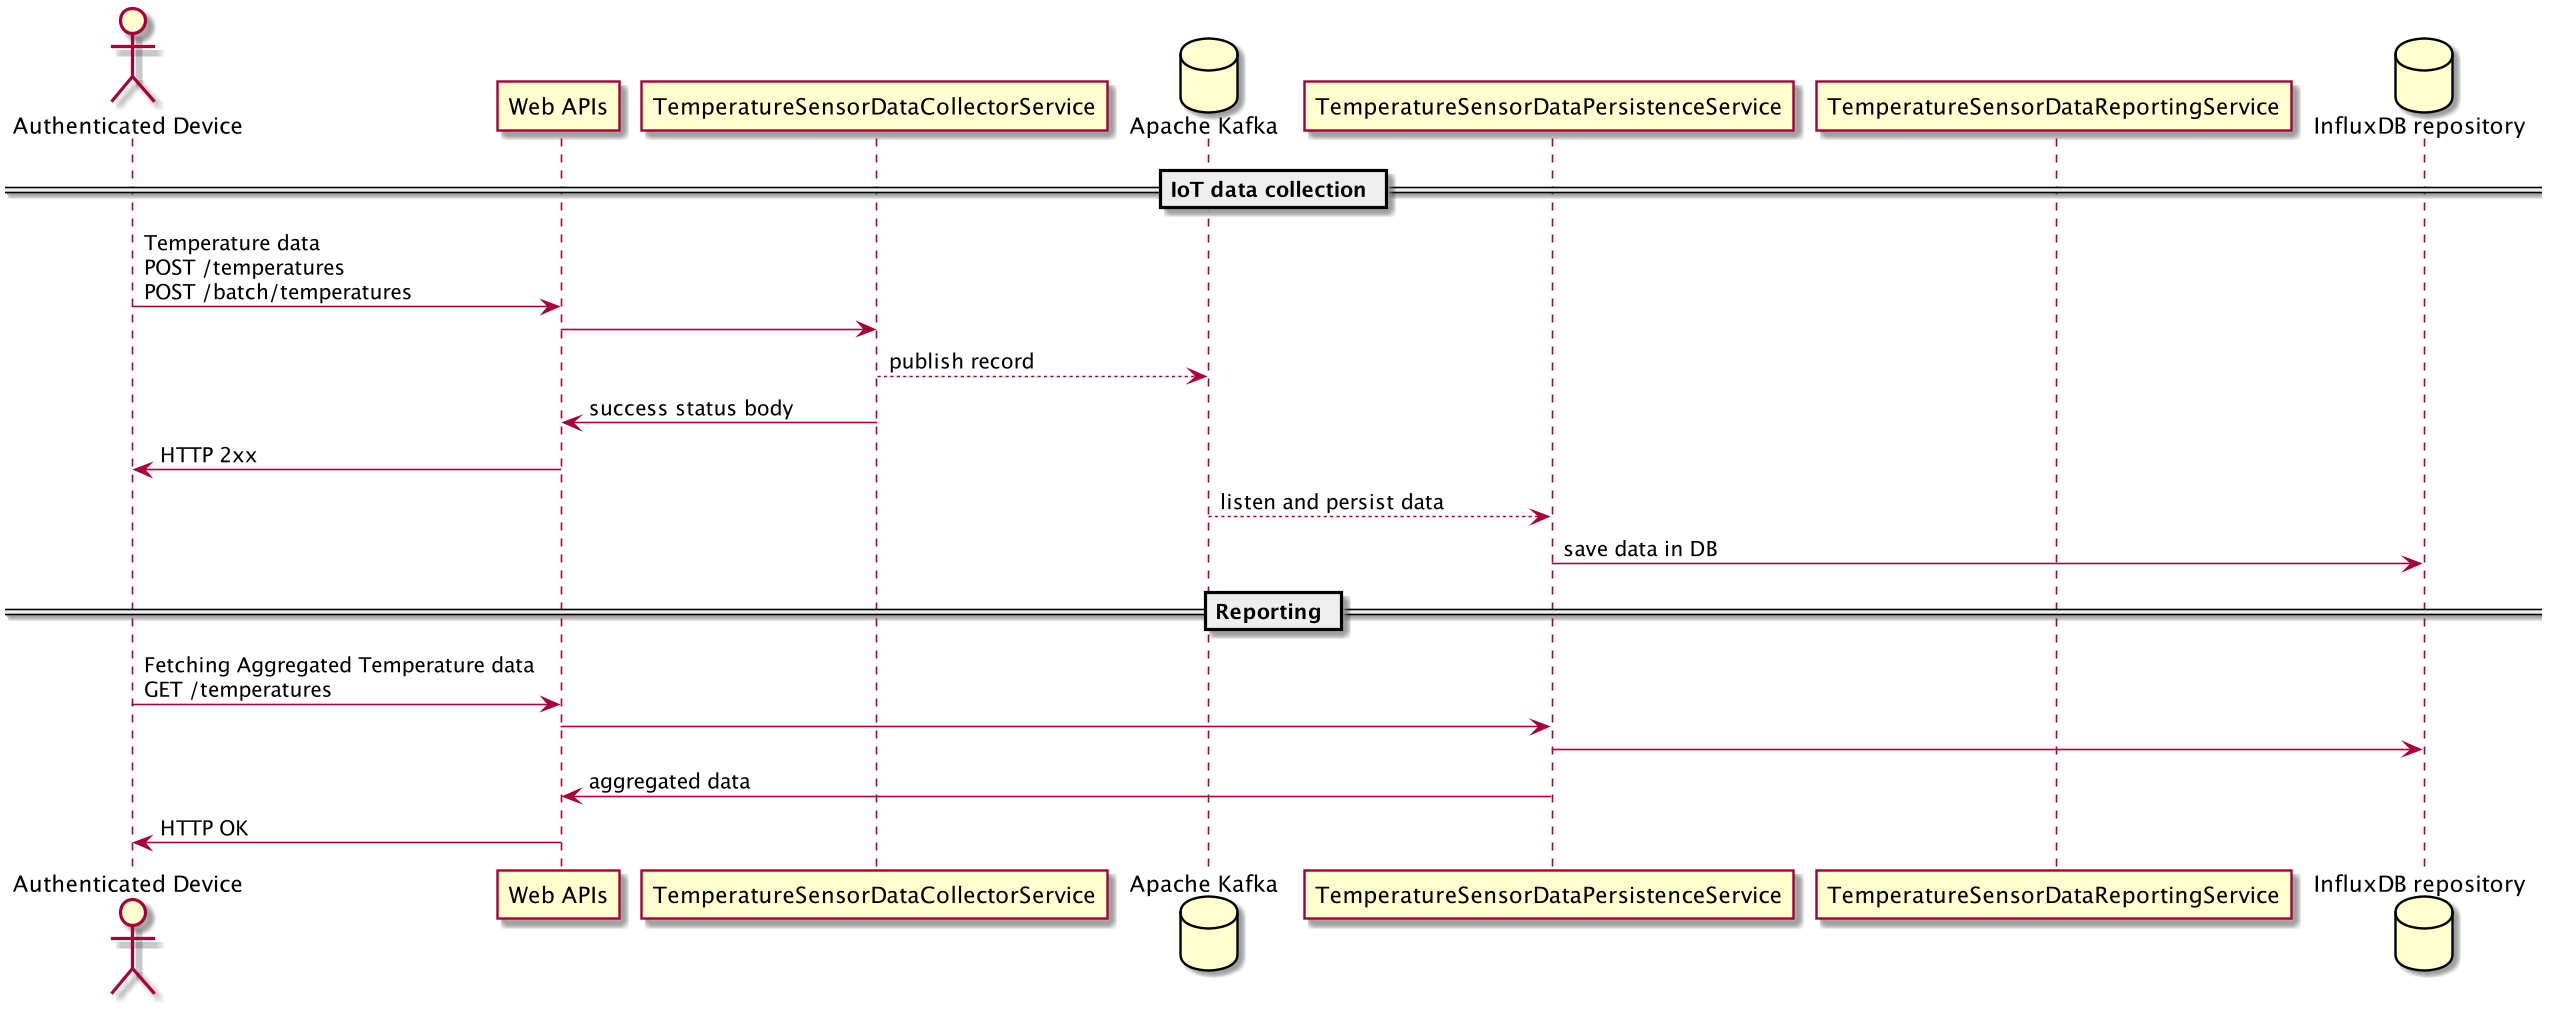 Authenticated Device
Web APIs
TemperatureSensorDataCollectorService
Apache Kafka
TemperatureSensorDataPersistenceService
TemperatureSensorDataReportingService
InfluxDB repository
IoT data collection
Temperature data
POST /temperatures
POST /batch/temperatures
publish record
success status body
HTTP 2xx
listen and persist data
save data in DB
Reporting
Fetching Aggregated Temperature data
GET /temperatures
aggregated data
HTTP OK
Authenticated Device
Web APIs
TemperatureSensorDataCollectorService
Apache Kafka
TemperatureSensorDataPersistenceService
TemperatureSensorDataReportingService
InfluxDB repository